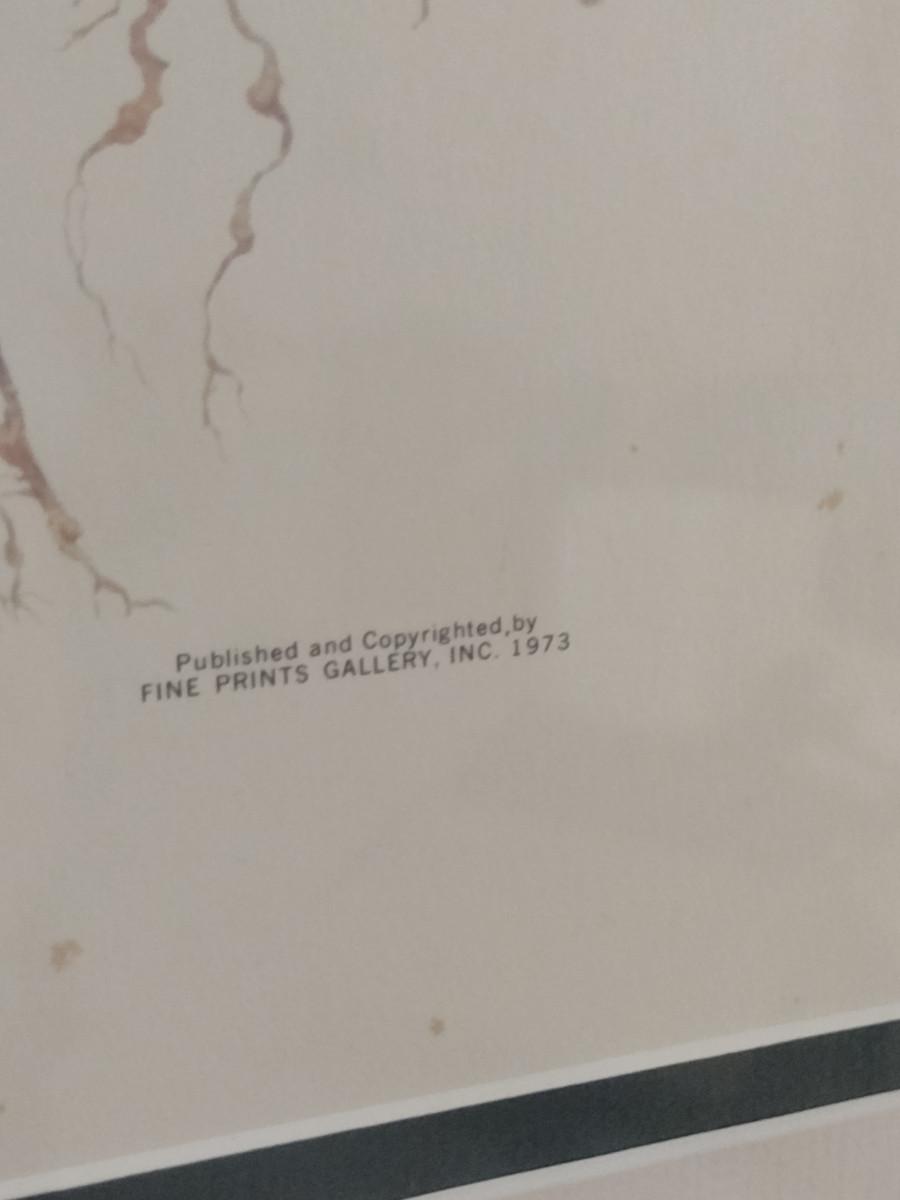 Published and Copyrighted,by
FINE PRINTS GALLERY, INC. 1973